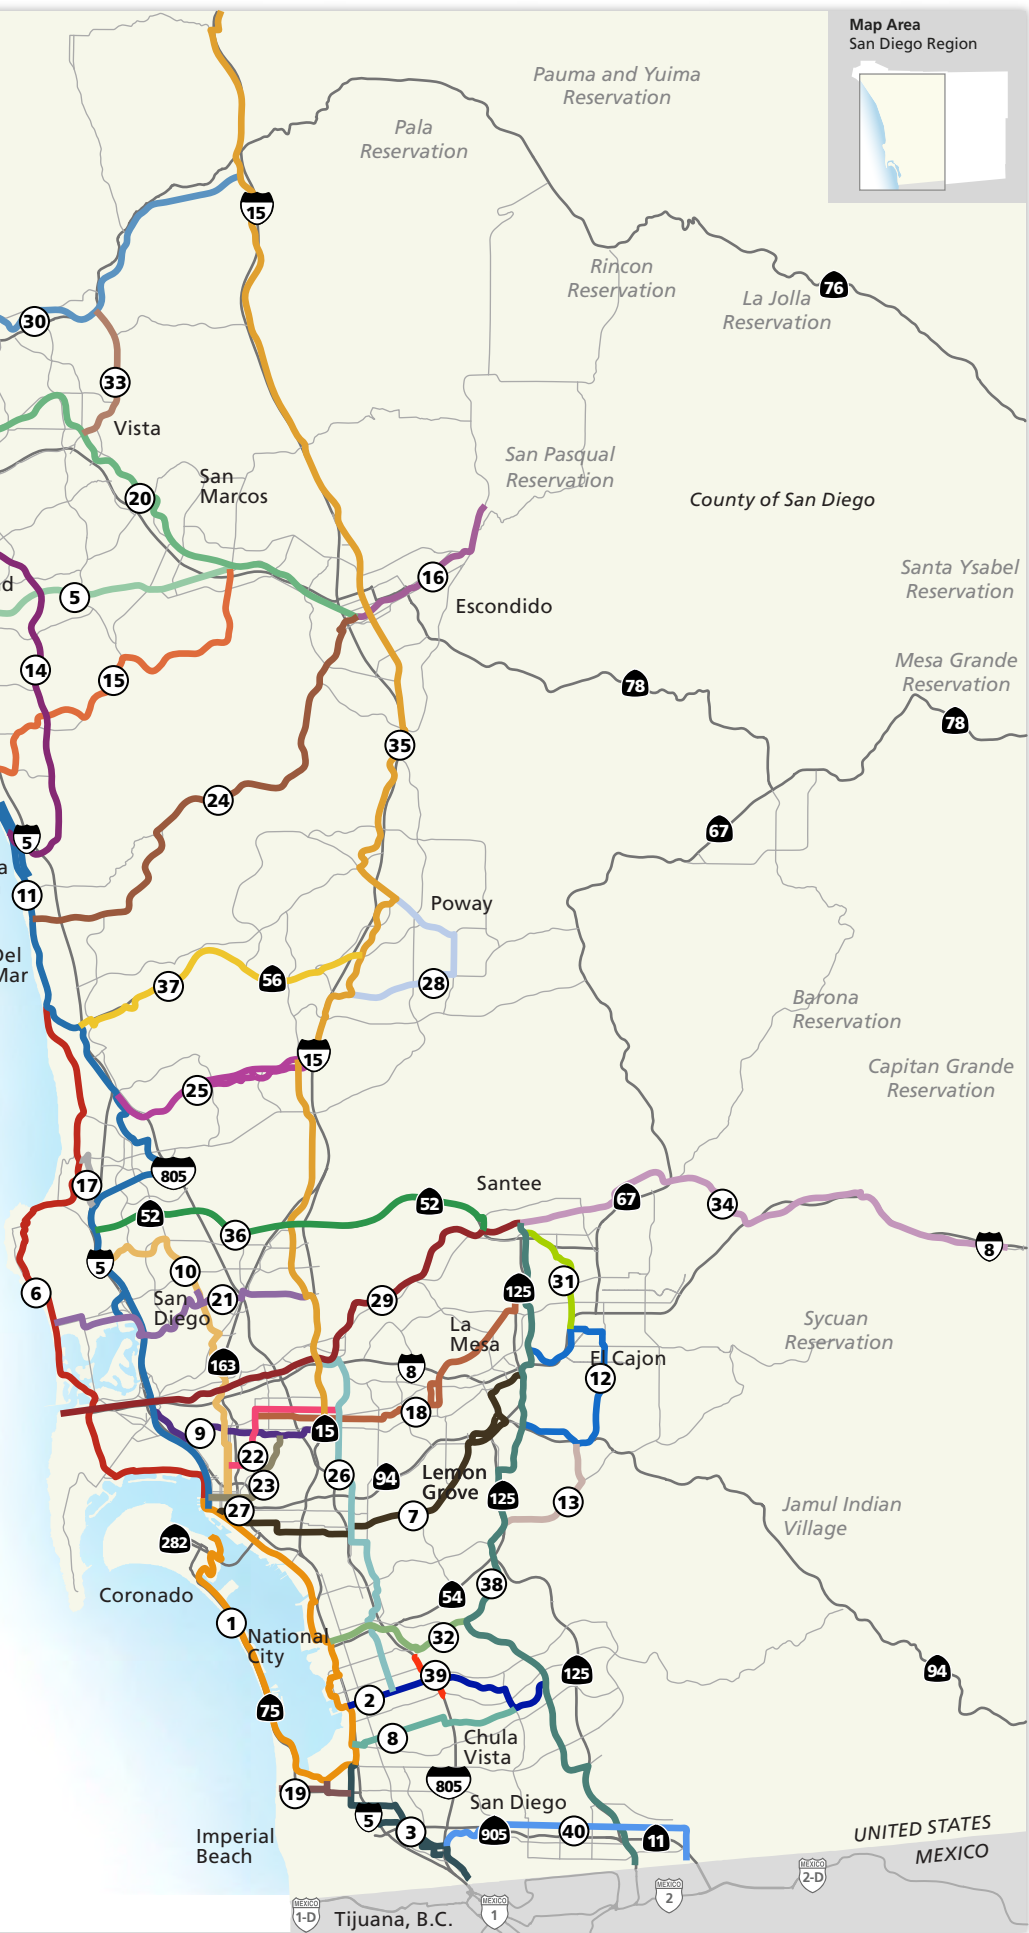 Map Area
San Diego Region
Pauma and Yuima
Reservation
Pala
Reservation
15
Rincon
Reservation
76
La Jolla
Reservation
30
33
Vista
San
Marcos
20
San Pasqual
Reservation
County of San Diego
16
Santa Ysabel
Reservation
d
5
Escondido
14
15
78
Mesa Grande
Reservation
78
35
24
67
5
a
11
Poway
Del
Mar
37
56
28
Barona
Reservation
15
Capitan Grande
Reservation
25
805
17
Santee
52
52
67
34
36
5
8
10
6
San
Diego
21
29
125
31
La
Mesa
Sycuan
Reservation
163
8
El Cajon
12
18
9
15
22
26
94
Lemon
Grove
23
125
13
27
7
Jamul Indian
Village
282
Coronado
54
38
1
National
City
32
39
125
94
75
2
8
Chula
Vista
805
19
San Diego
5
3
905
40
11
Imperial
Beach
UNITED STATES
MEXICO
MEXICO
2-D
MEXICO
2
MEXICO
1-D
Tijuana, B.C.
MEXICO
1